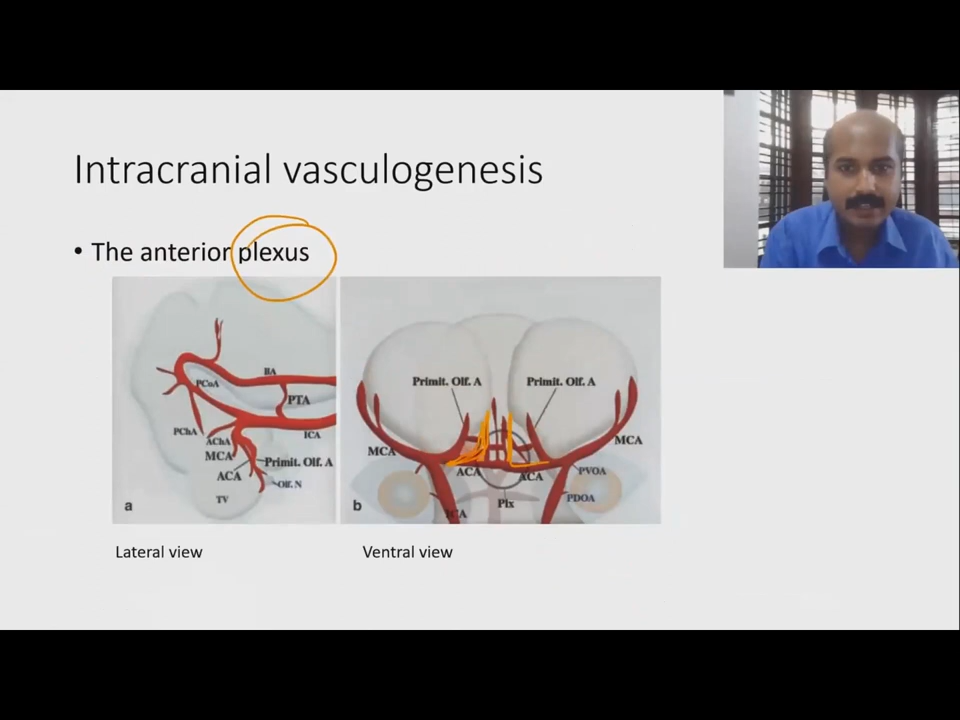 Intracranial vasculogenesis
• The anterior plexus
BA
PCoA
PTA
PChA
AChA
ICA
MCA
Primit. Olf. A
ACA
Olf. N
TV
a
Primit. Olf. A
Primit. Olf. A
MCA
MCA
ACA
ACA
PVOA
PDOA
Plx
ICA
b
Lateral view
Ventral view